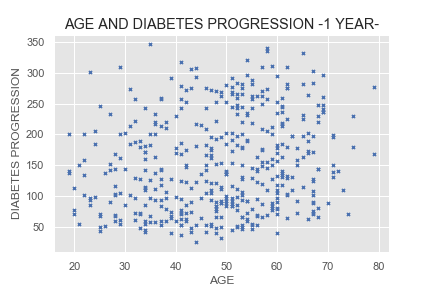 AGE AND DIABETES PROGRESSION -1 YEAR-
DIABETES PROGRESSION
350
300
250
200
150
100
50
20 30 40 50 60 70 80
AGE